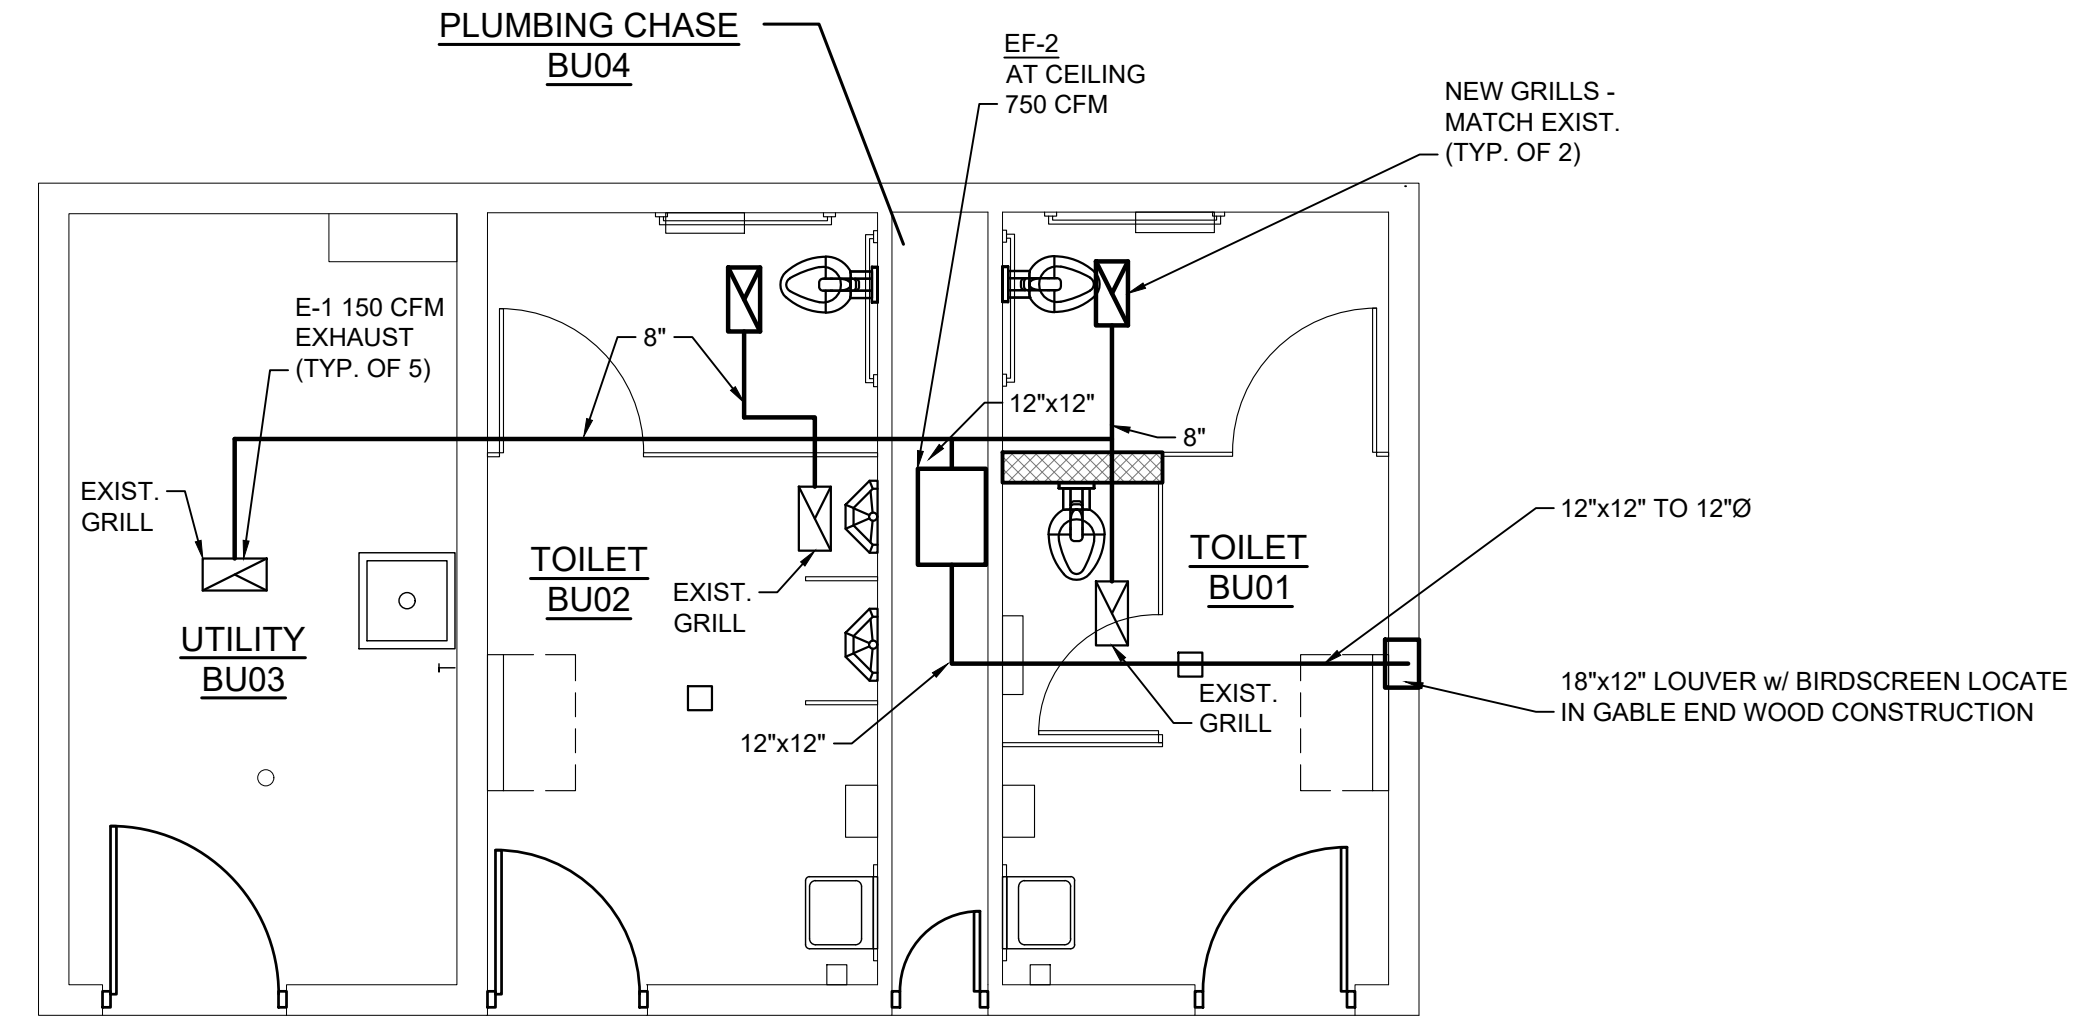 PLUMBING CHASE
BU04
EF-2
AT CEILING
750 CFM
NEW GRILLS -
MATCH EXIST.
(TYP. OF 2)
E-1 150 CFM
EXHAUST
(TYP. OF 5)
8"
12"x12"
8"
EXIST.
GRILL
12"x12" TO 12"Ø
TOILET
BU02
TOILET
BU01
EXIST.
GRILL
UTILITY
BU03
EXIST.
GRILL
18"x12" LOUVER w/ BIRDSCREEN LOCATE
IN GABLE END WOOD CONSTRUCTION
12"x12"